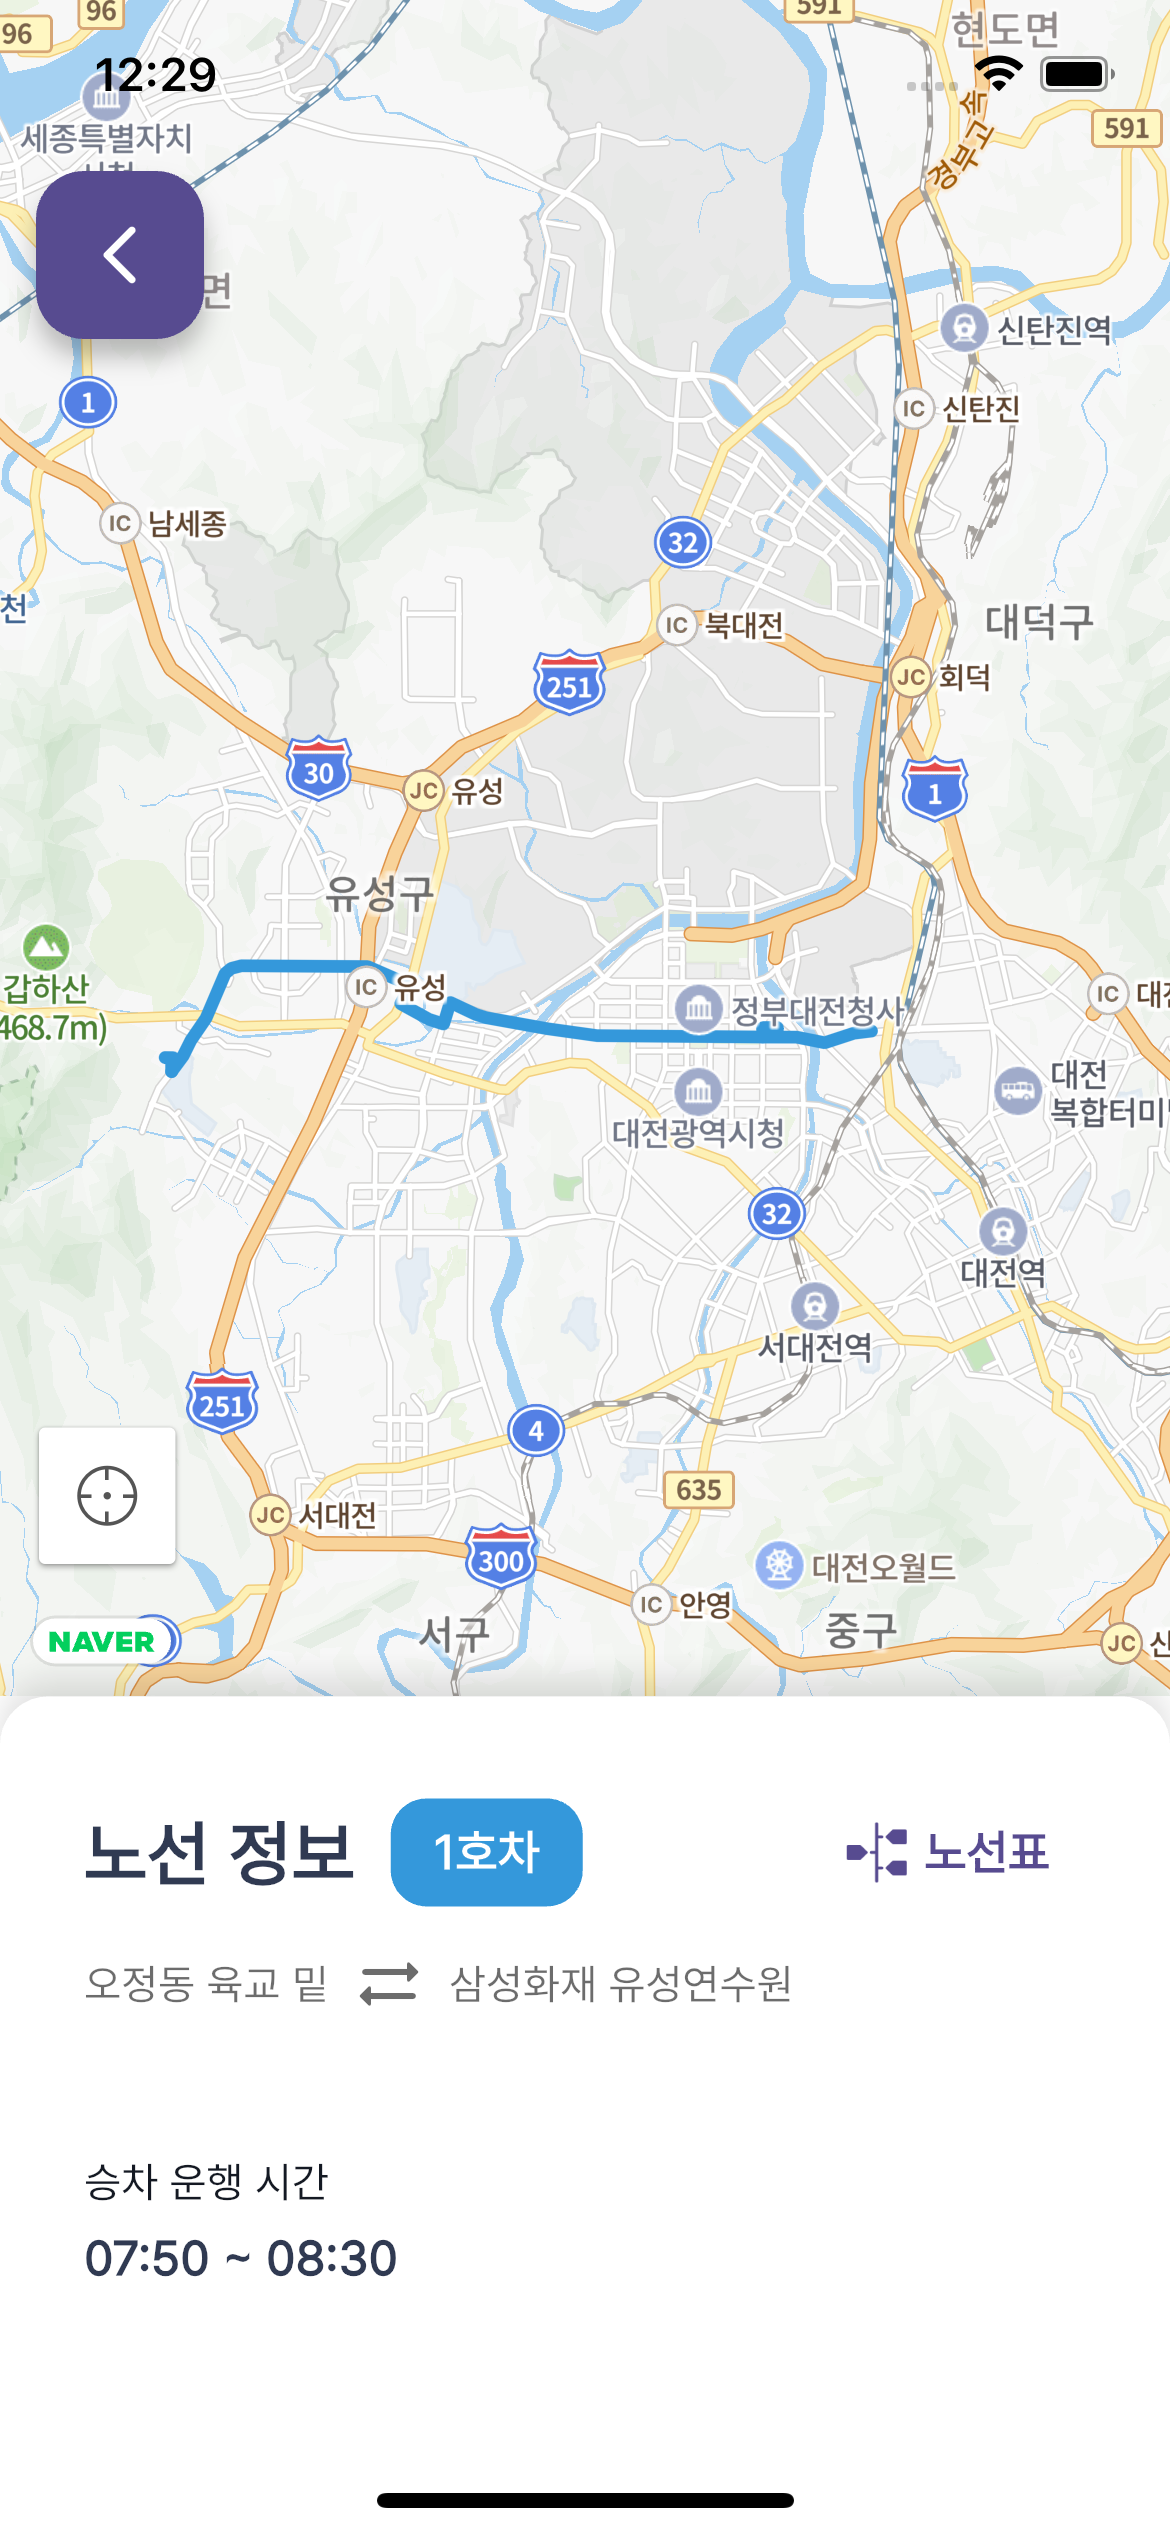 96
96
591
현도면
12:29
세종특별자치
시청
591
경부고속
면
신탄진역
1
IC 신탄진
IC 남세종
32
천
IC 북대전
대덕구
251
JC 회덕
30
JC 유성
1
유성구
갑하산
468.7m)
IC 유성
정부대전청사
IC
대전
복합터미
대전광역시청
32
대전역
서대전역
251
4
635
JC 서대전
300
대전오월드
IC 안영
서구
중구
NAVER
JC
노선 정보
1호차
노선표
오정동 육교 밑
삼성화재 유성연수원
승차 운행 시간
07:50 ~ 08:30